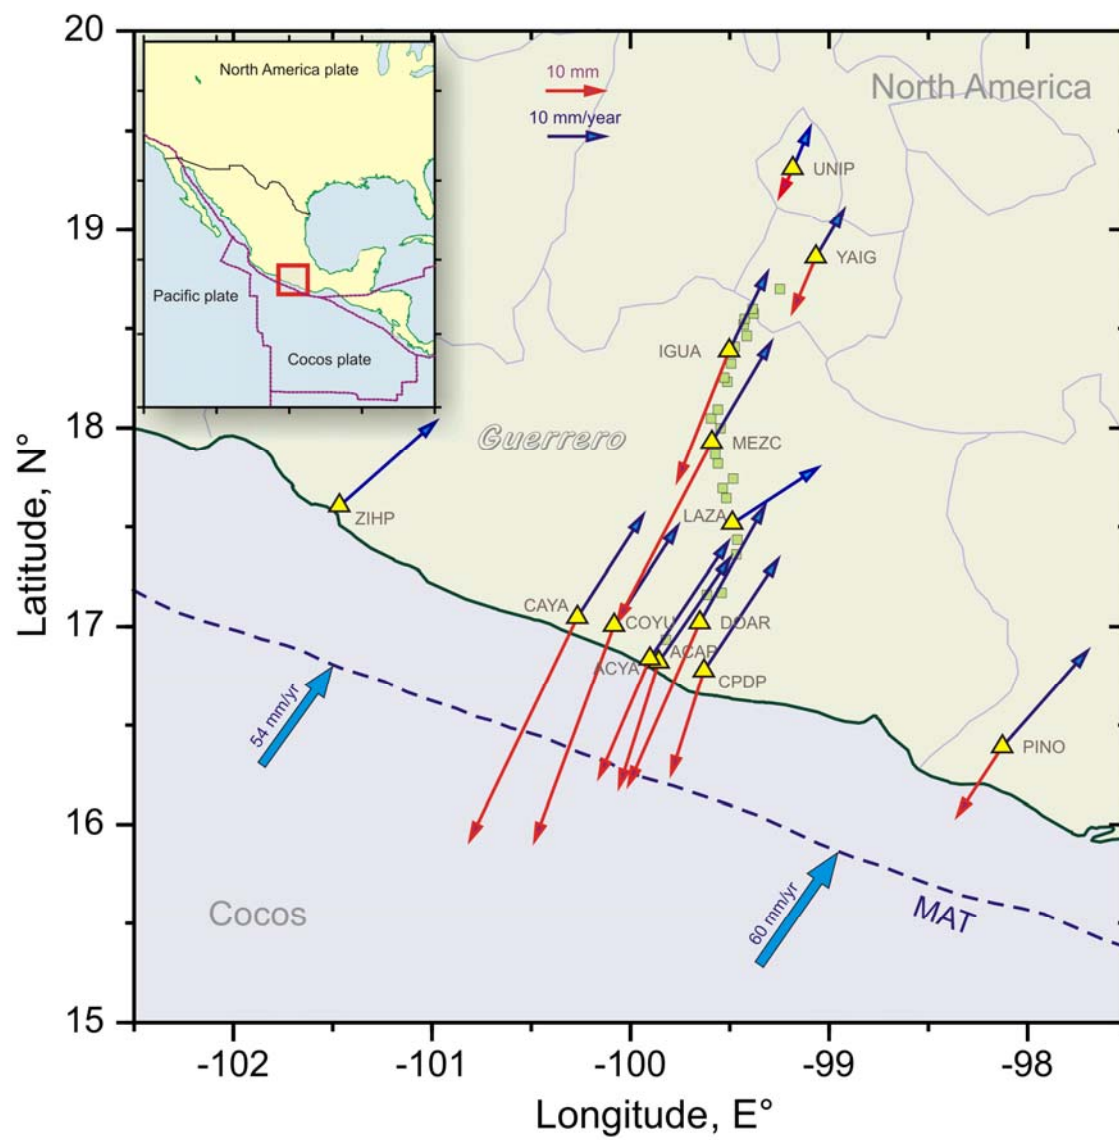 20
19
18
17
16
15
Latitude, N°
North America plate
Pacific plate
Cocos plate
10 mm
10 mm/year
North America
UNIP
YAIG
IGUA
MEZC
Guerrero
LAZA
ZIHP
CAYA
COYU
DOAR
ACAP
ACYA
CPDP
PINO
54 mm/yr
60 mm/yr
Cocos
MAT
-102
-101
-100
-99
-98
Longitude, E°